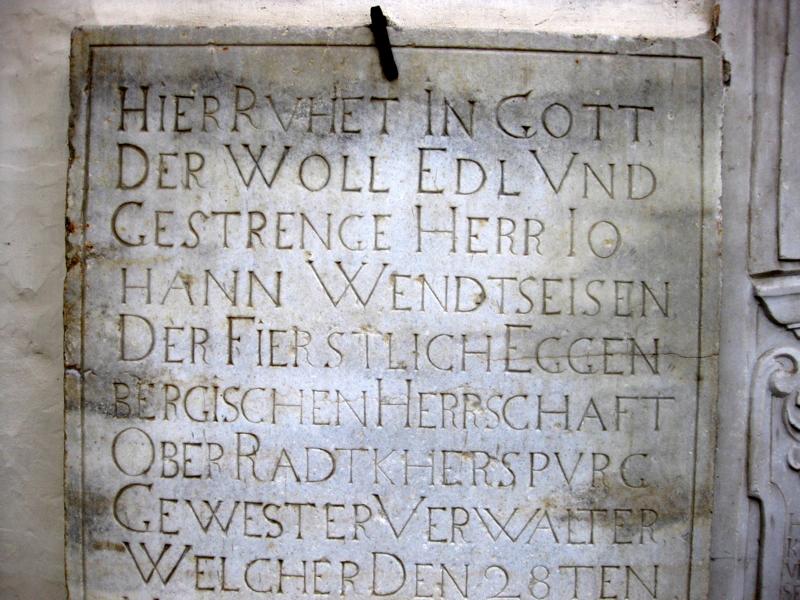 HIER RVHET IN GOTT
DER WOLL EDL VND
GESTRENGE HERR IO
HANN WENDTSEISEN
DER FIERSTLICH EGGEN
BERGISCHEN HERRSCHAFT
OBER RADTKHERSPVRG
GEWESTER VERWALTER
WELCHER DEN 28TEN